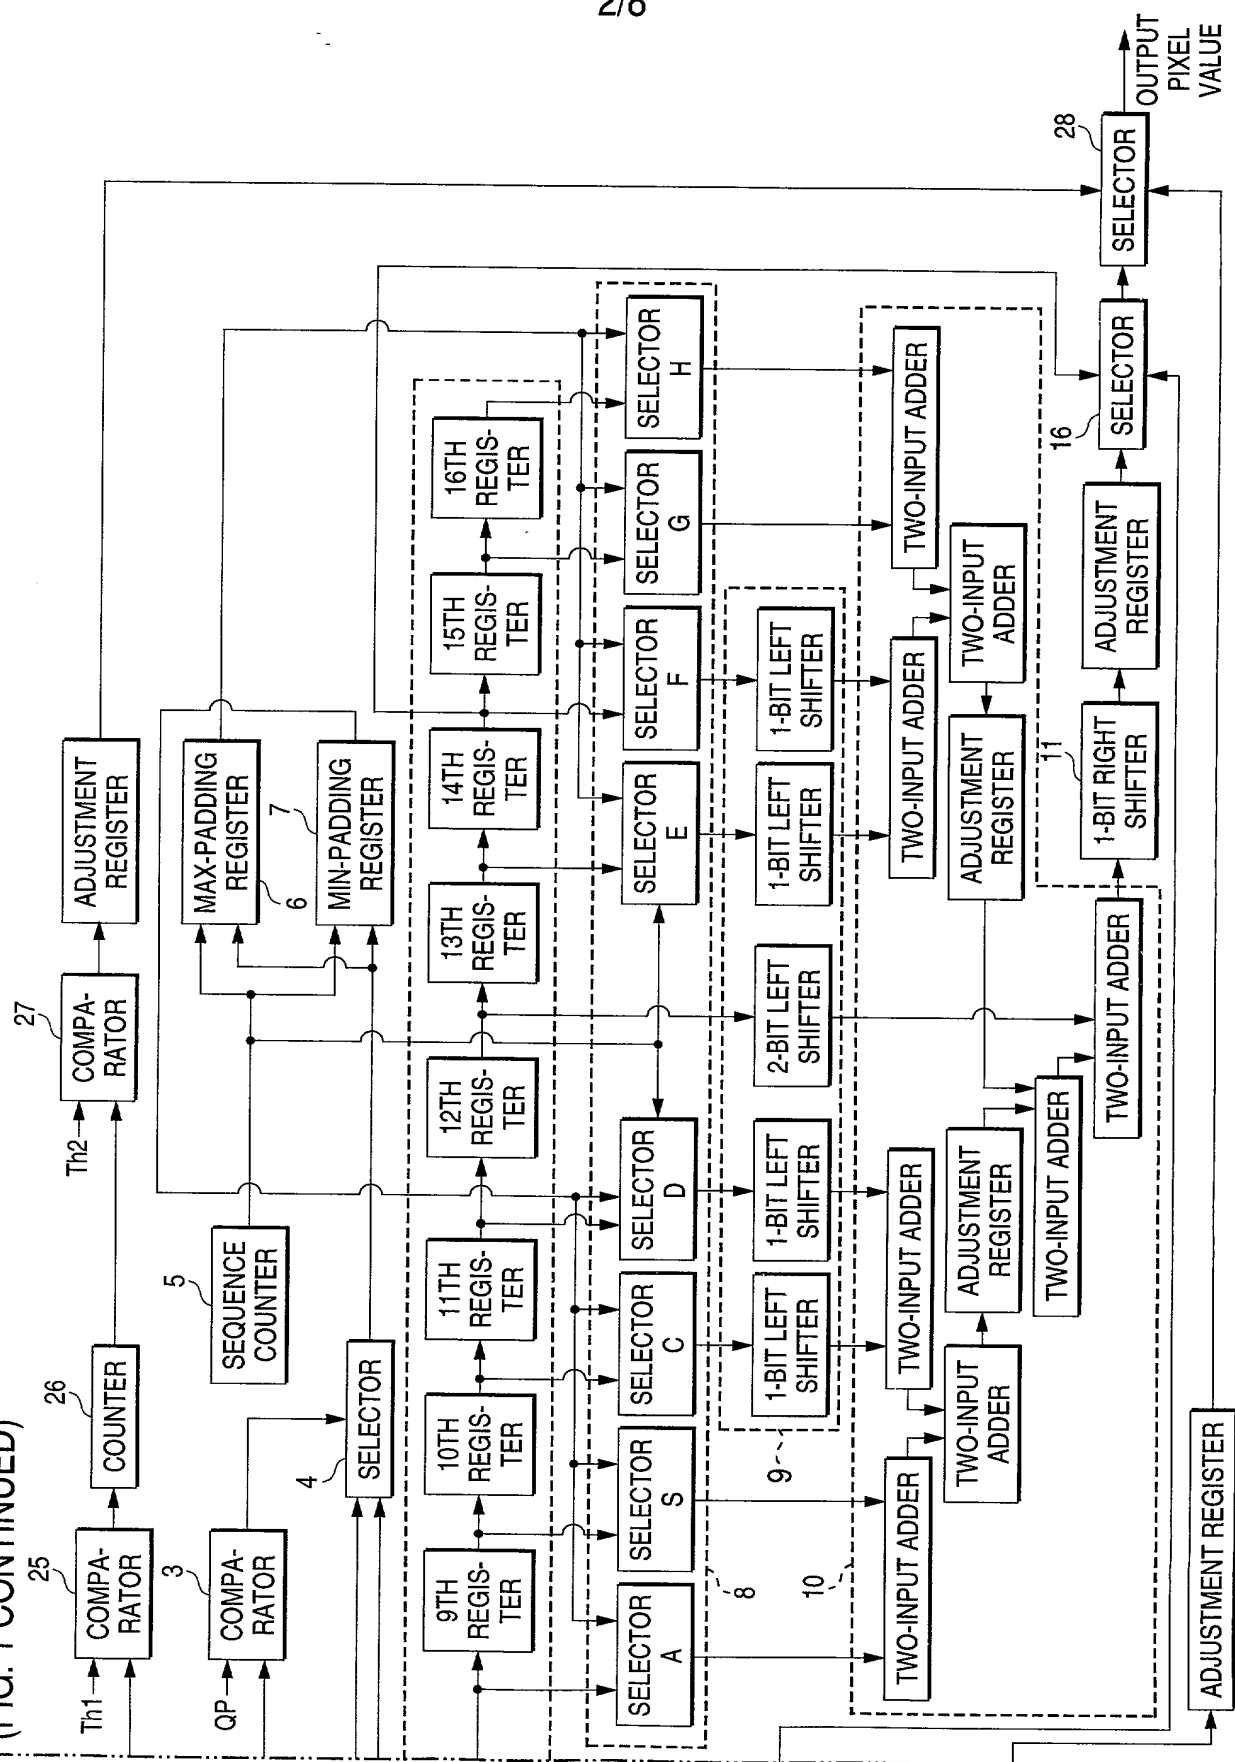 2/6
(FIG. 1 CONTINUED)
Th1
25
COMPA-
RATOR
26
COUNTER
Th2
27
COMPA-
RATOR
ADJUSTMENT
REGISTER
QP
3
COMPA-
RATOR
5
SEQUENCE
COUNTER
4
SELECTOR
MAX-PADDING
REGISTER
6
7
MIN-PADDING
REGISTER
9TH
REGIS-
TER
10TH
REGIS-
TER
11TH
REGIS-
TER
12TH
REGIS-
TER
13TH
REGIS-
TER
14TH
REGIS-
TER
15TH
REGIS-
TER
16TH
REGIS-
TER
SELECTOR
A
SELECTOR
S
SELECTOR
C
SELECTOR
D
SELECTOR
E
SELECTOR
F
SELECTOR
G
SELECTOR
H
8
9
1-BIT LEFT
SHIFTER
1-BIT LEFT
SHIFTER
2-BIT LEFT
SHIFTER
1-BIT LEFT
SHIFTER
1-BIT LEFT
SHIFTER
10
TWO-INPUT ADDER
TWO-INPUT ADDER
TWO-INPUT ADDER
TWO-INPUT ADDER
TWO-INPUT
ADDER
ADJUSTMENT
REGISTER
ADJUSTMENT
REGISTER
TWO-INPUT
ADDER
TWO-INPUT ADDER
TWO-INPUT ADDER
11
1-BIT RIGHT
SHIFTER
ADJUSTMENT
REGISTER
16
SELECTOR
28
SELECTOR
OUTPUT
PIXEL
VALUE
ADJUSTMENT REGISTER